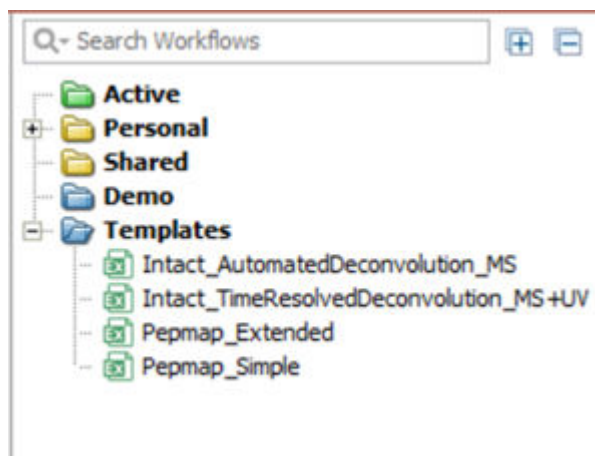 Search Workflows
Active
Personal
Shared
Demo
Templates
Intact_AutomatedDeconvolution_MS
Intact_TimeResolvedDeconvolution_MS+UV
Pepmap_Extended
Pepmap_Simple